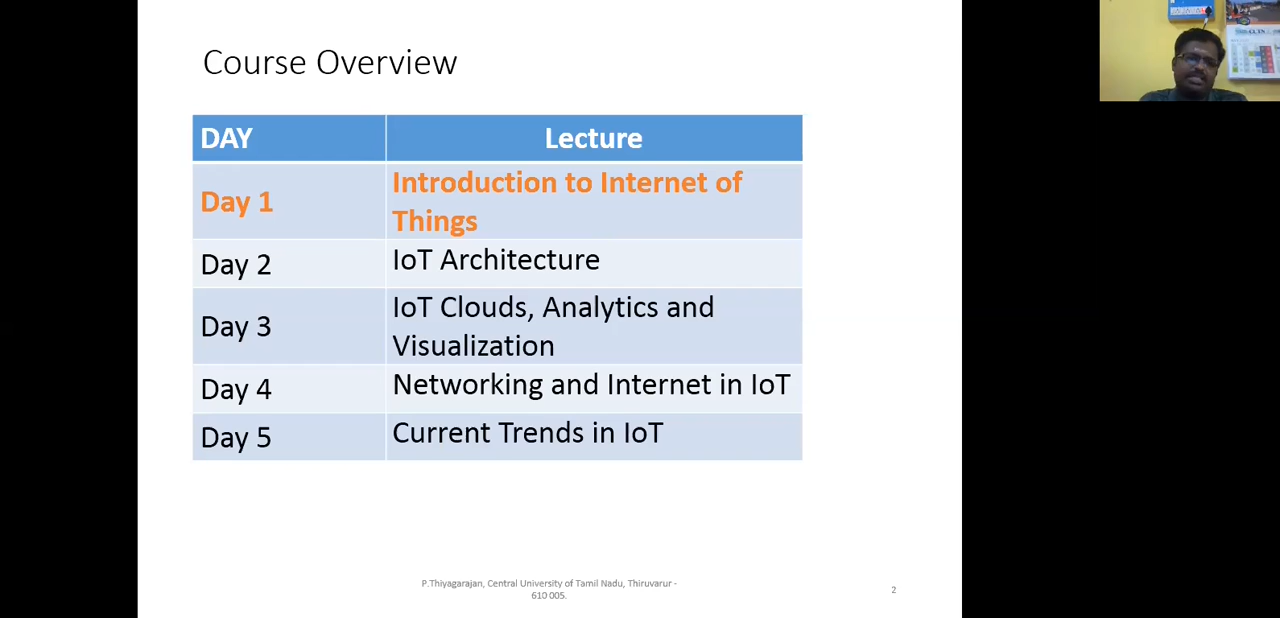 Course Overview
DAY Lecture
Day 1 Introduction to Internet of
Things
Day 2 IoT Architecture
Day 3 IoT Clouds, Analytics and
Visualization
Day 4 Networking and Internet in IoT
Day 5 Current Trends in IoT
P.Thiyagarajan, Central University of Tamil Nadu, Thiruvarur -
610 005.
2